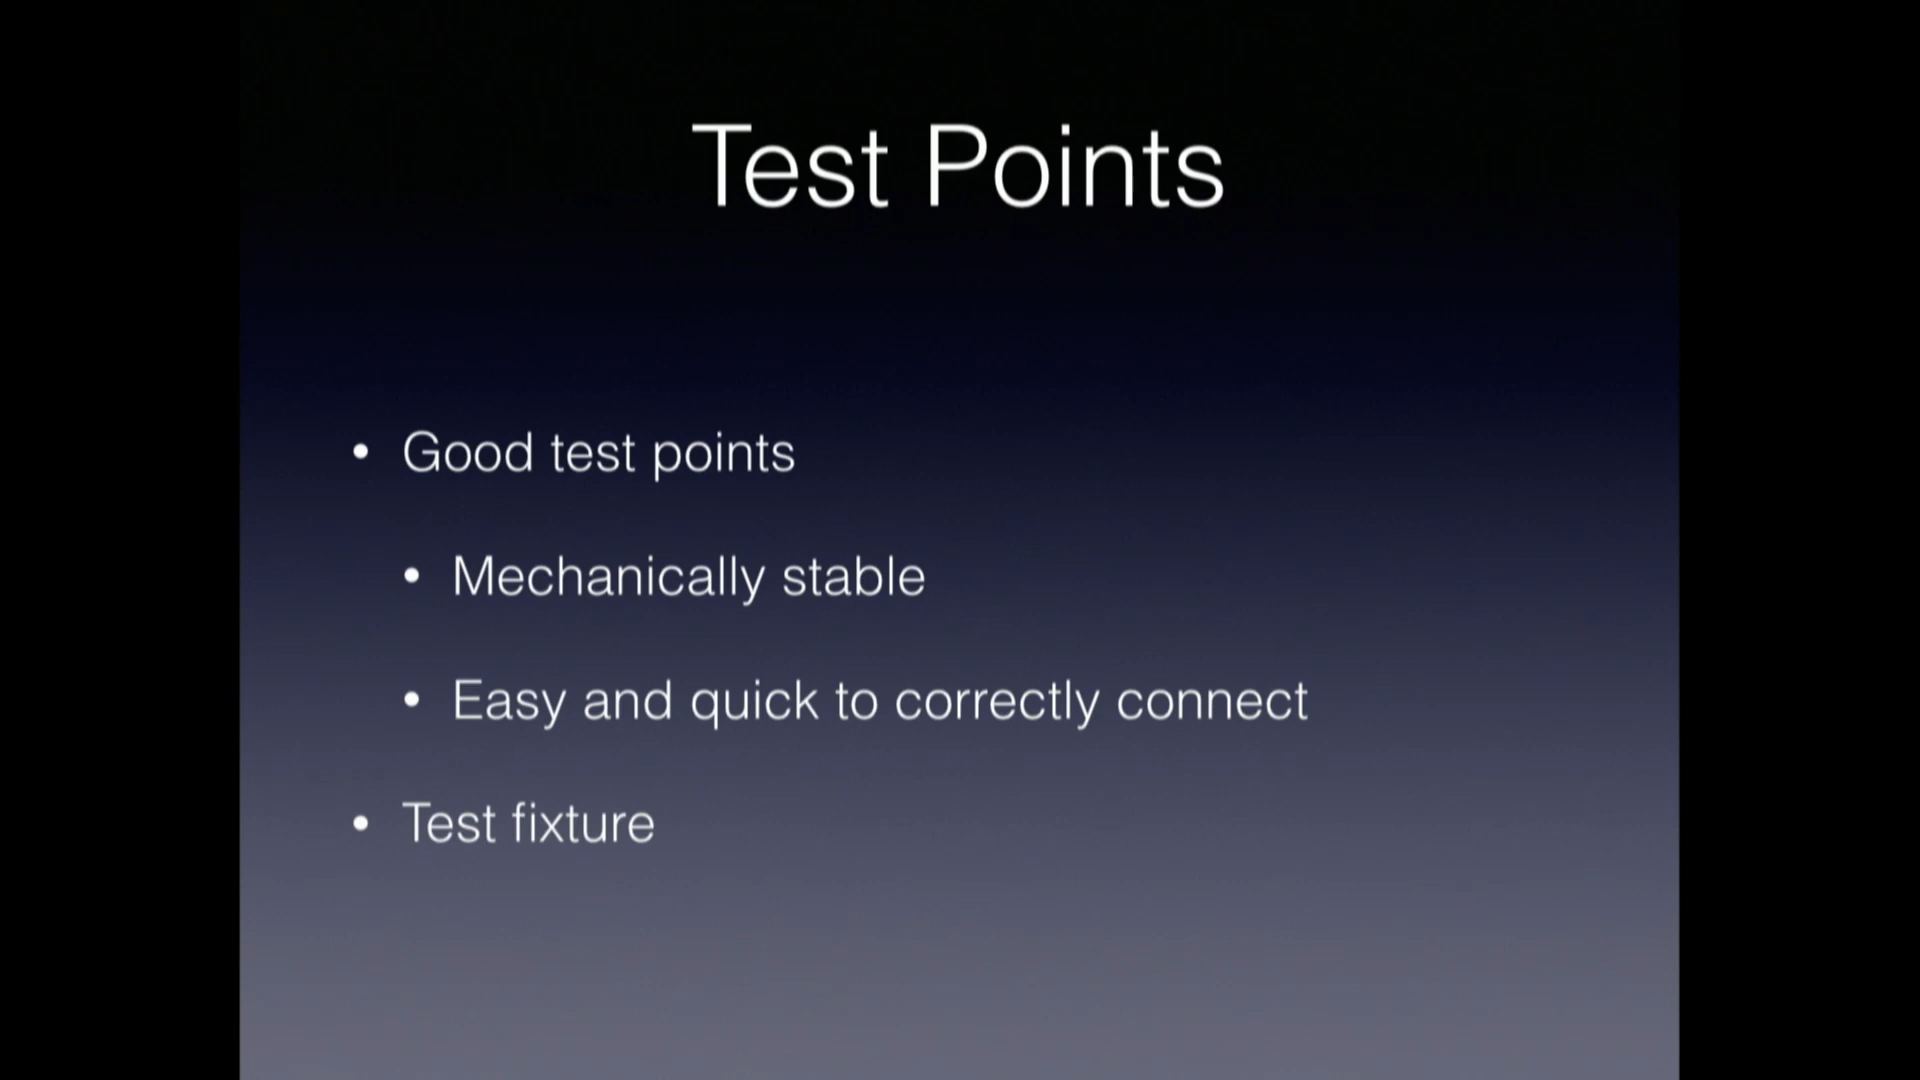 Test Points
• Good test points
• Mechanically stable
• Easy and quick to correctly connect
• Test fixture